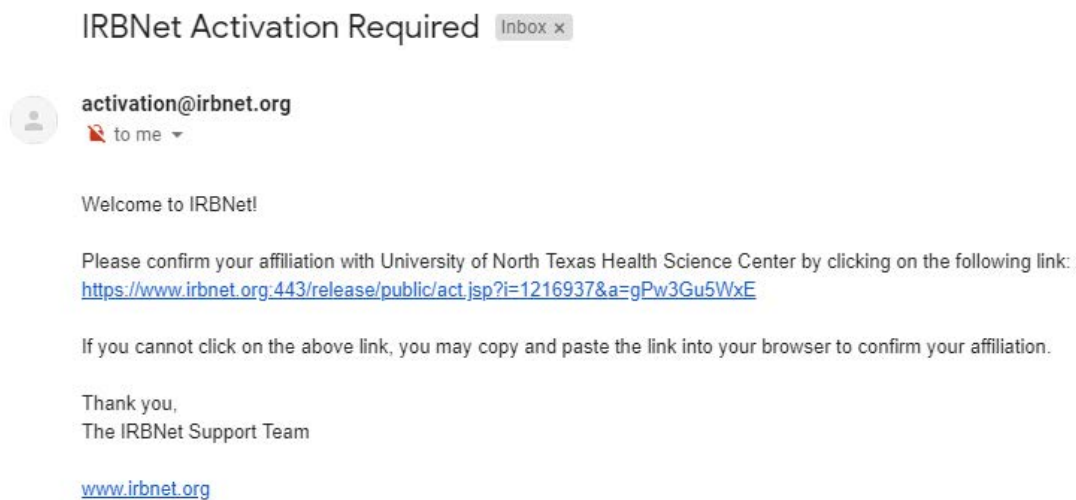 IRBNet Activation Required Inbox x
activation@irbnet.org
to me
Welcome to IRBNet!
Please confirm your affiliation with University of North Texas Health Science Center by clicking on the following link:
https://www.irbnet.org:443/release/public/act.jsp?i=1216937&a=gPw3Gu5WxE
If you cannot click on the above link, you may copy and paste the link into your browser to confirm your affiliation.
Thank you,
The IRBNet Support Team
www.irbnet.org